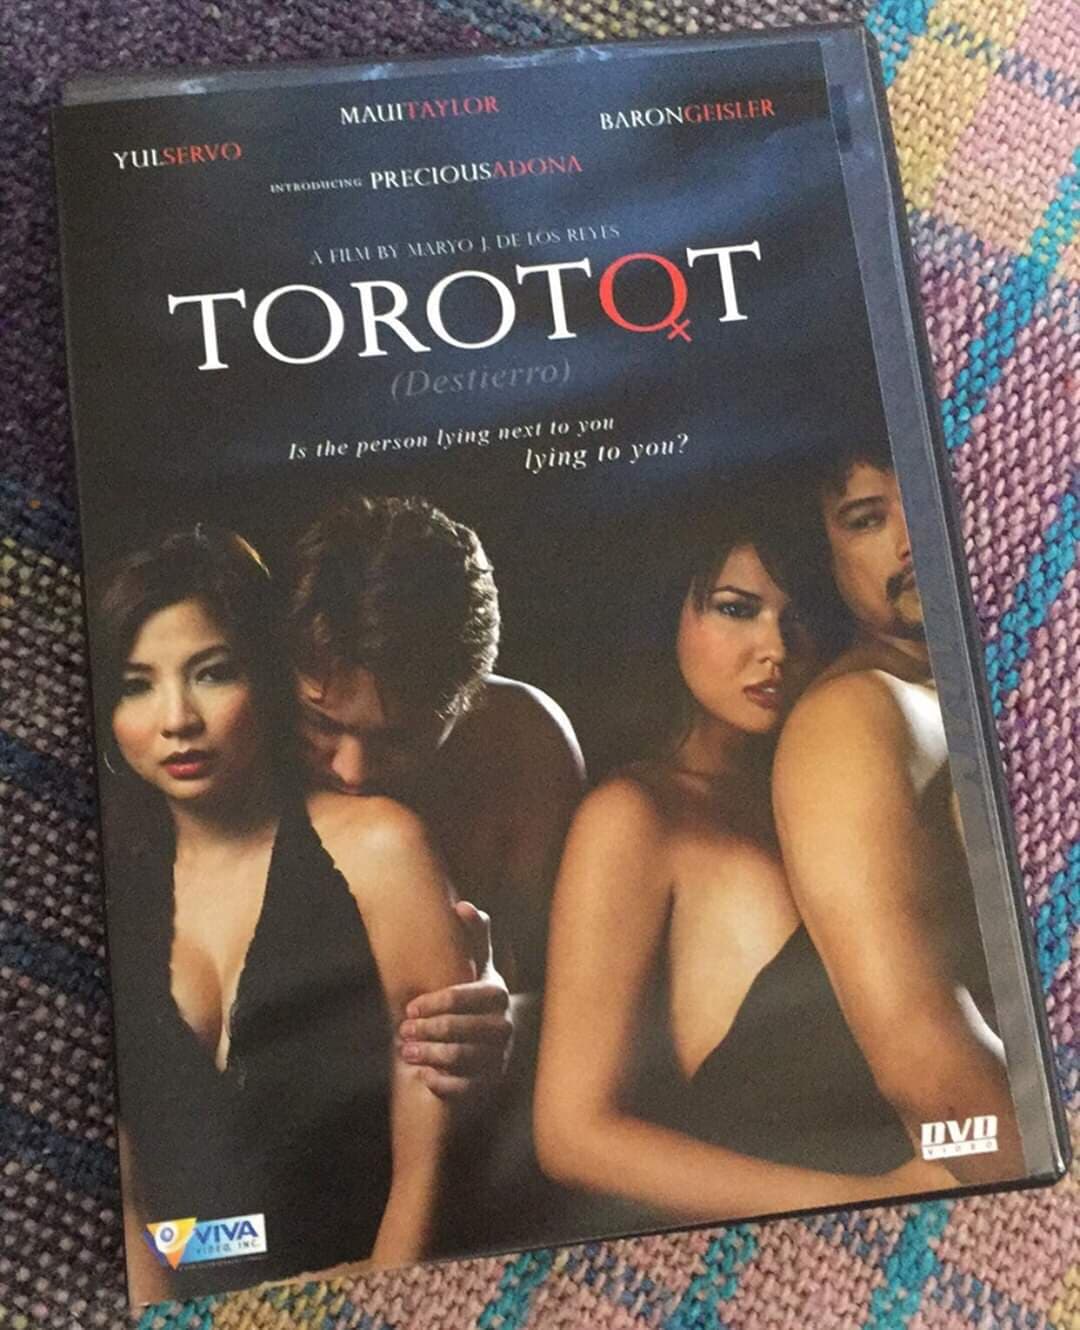 MAUITAYLOR
BARONGEISLER
YULSERVO
INTRODUCING PRECIOUSADONA
A FILM BY MARYO J. DE LOS REYES
TOROTOT
(Destierro)
Is the person lying next to you
lying to you?
DVD
VIDEO
VIVA
VIDEO, INC.